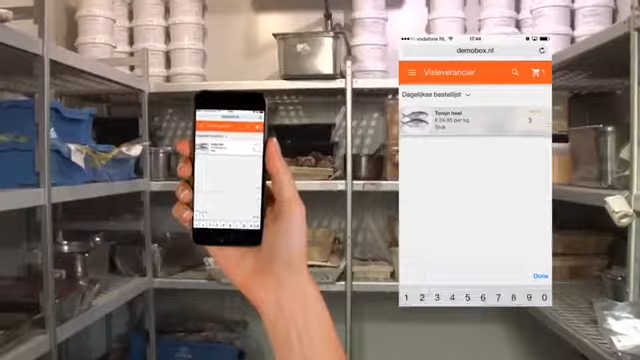 vodafone NL 17:44
demobox.nl
Visleverancier 1
Dagelijkse bestellijst
Tonijn heel
€ 24,95 per kg
Stuk
3
Done
1 2 3 4 5 6 7 8 9 0